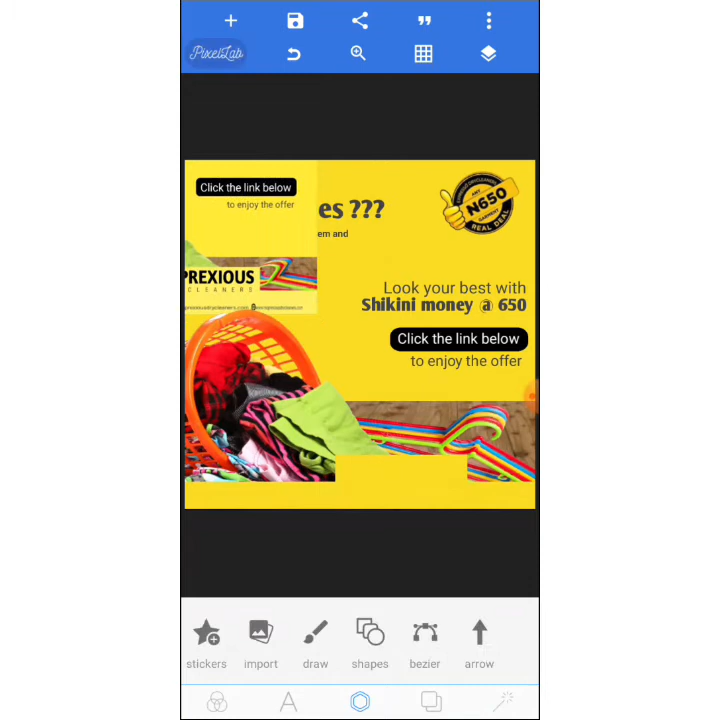 PixelLab
Click the link below
to enjoy the offer
es ???
em and
ANY
N650
GARMENT
REAL DEAL
PREXIOUS
CLEANERS
Look your best with
Shikini money @ 650
Click the link below
to enjoy the offer
stickers
import
draw
shapes
bezier
arrow